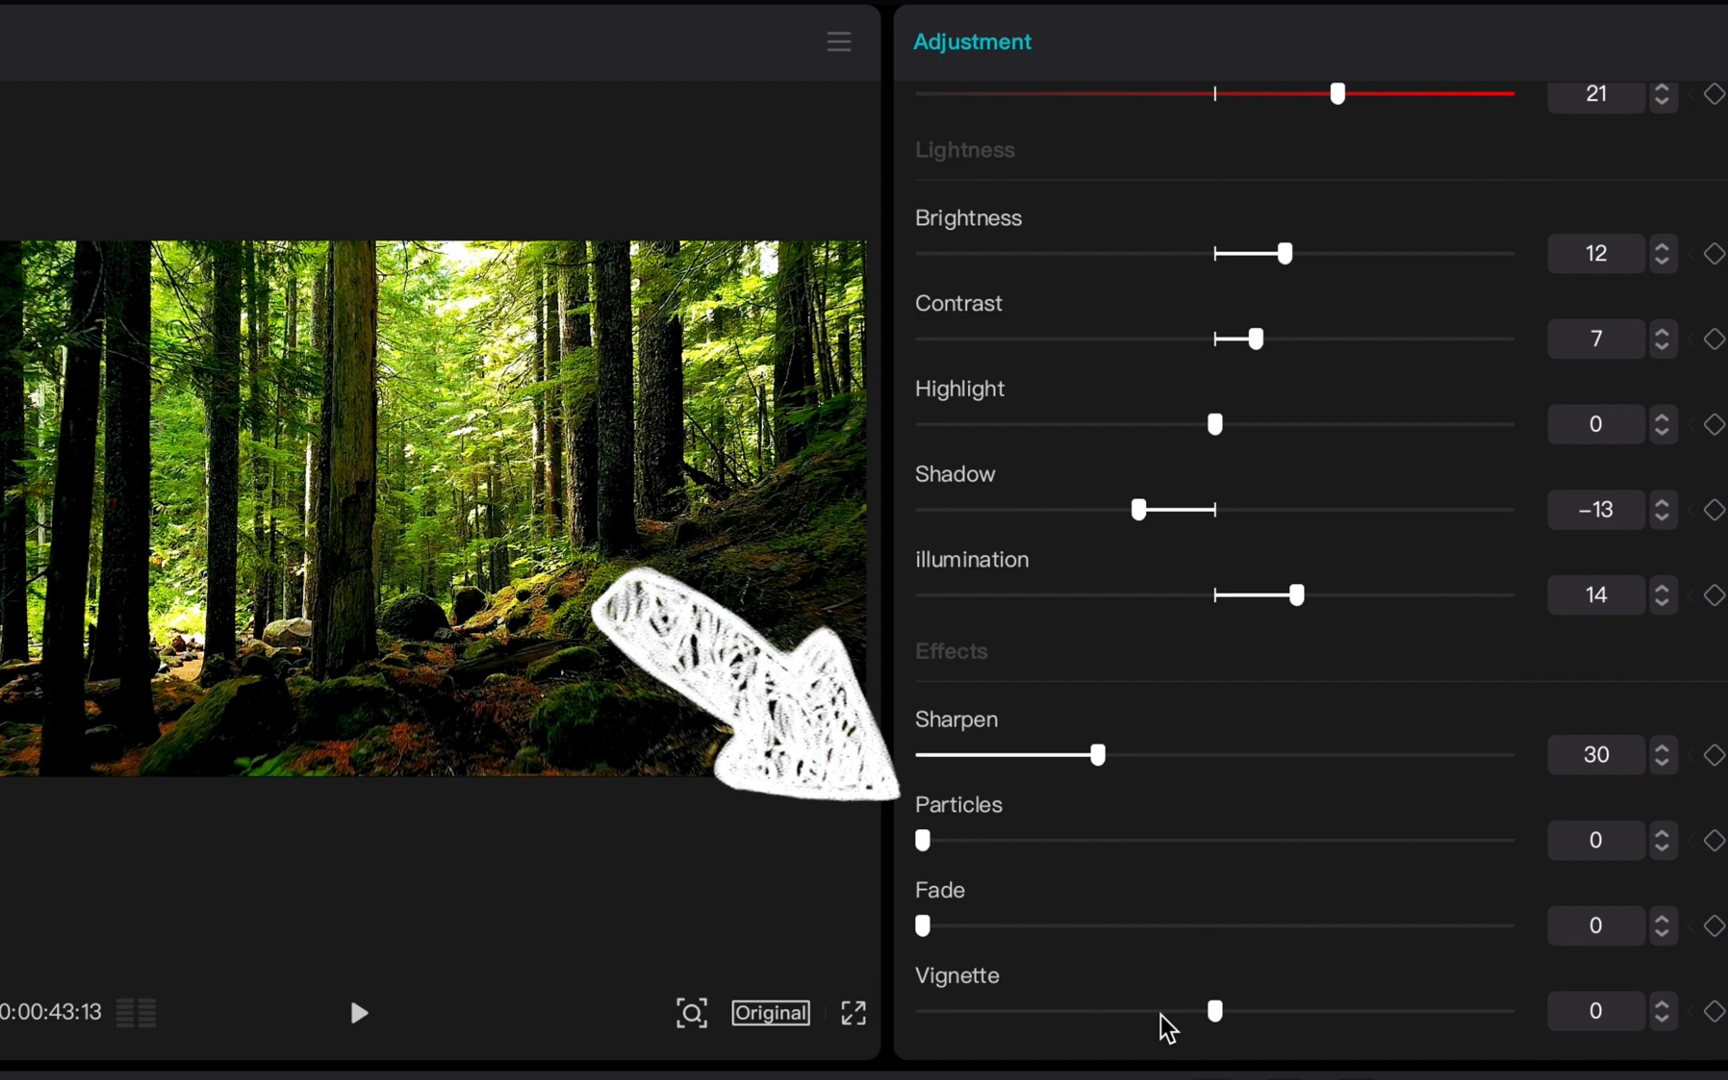 Adjustment
21
Lightness
Brightness
12
Contrast
7
Highlight
0
Shadow
-13
illumination
14
Effects
Sharpen
30
Particles
0
Fade
0
Vignette
0
0:00:43:13
Original